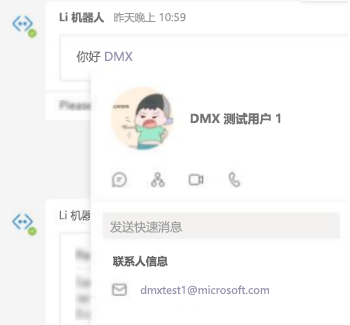 Li 机器人 昨天晚上 10:59
你好 DMX
DMX 测试用户 1
Li 机器
发送快速消息
联系人信息
dmxtest1@microsoft.com